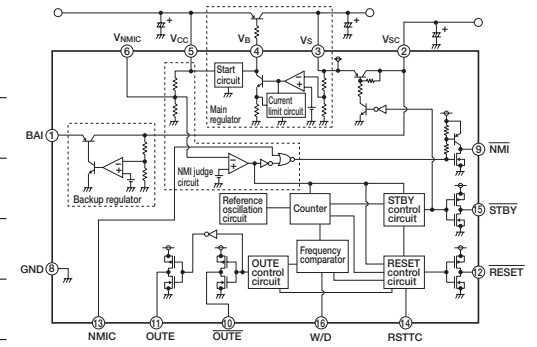 VNMIC
VCC
VB
VS
VSC
6
5
4
3
2
Start
circuit
Current
limit circuit
Main
regulator
BAI
1
Backup regulator
NMI judge
circuit
9
NMI
Reference
oscillation
circuit
Counter
STBY
control
circuit
15
STBY
Frequency
comparator
OUTE
control
circuit
RESET
control
circuit
12
RESET
GND
8
13
11
10
16
14
NMIC
OUTE
OUTE
W/D
RSTTC